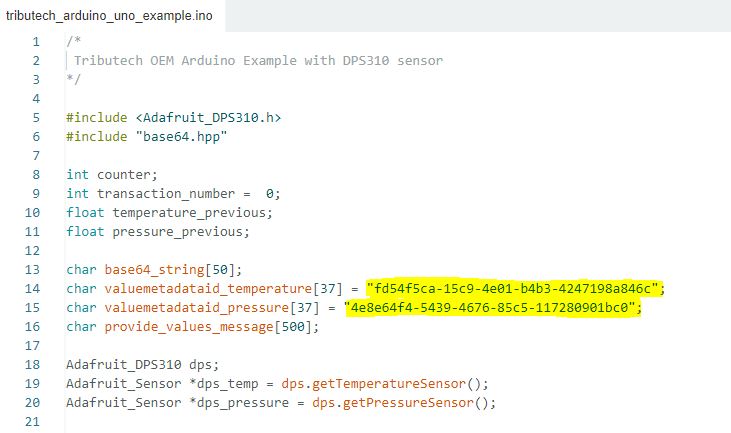 tributech_arduino_uno_example.ino
1 /*
2 Tributech OEM Arduino Example with DPS310 sensor
3 */
4
5 #include <Adafruit_DPS310.h>
6 #include "base64.hpp"
7
8 int counter;
9 int transaction_number =  0;
10 float temperature_previous;
11 float pressure_previous;
12
13 char base64_string[50];
14 char valuemetadataid_temperature[37] = "fd54f5ca-15c9-4e01-b4b3-4247198a846c";
15 char valuemetadataid_pressure[37] = "4e8e64f4-5439-4676-85c5-117280901bc0";
16 char provide_values_message[500];
17
18 Adafruit_DPS310 dps;
19 Adafruit_Sensor *dps_temp = dps.getTemperatureSensor();
20 Adafruit_Sensor *dps_pressure = dps.getPressureSensor();
21